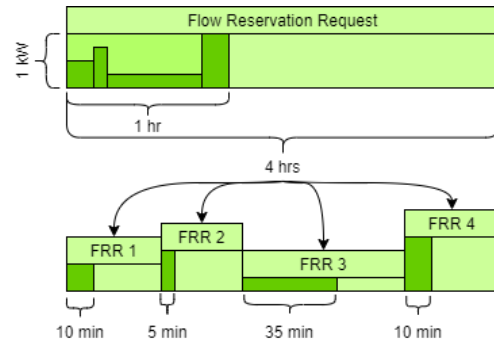 Flow Reservation Request
1 kW
1 hr
4 hrs
FRR 1
FRR 2
FRR 3
FRR 4
10 min
5 min
35 min
10 min